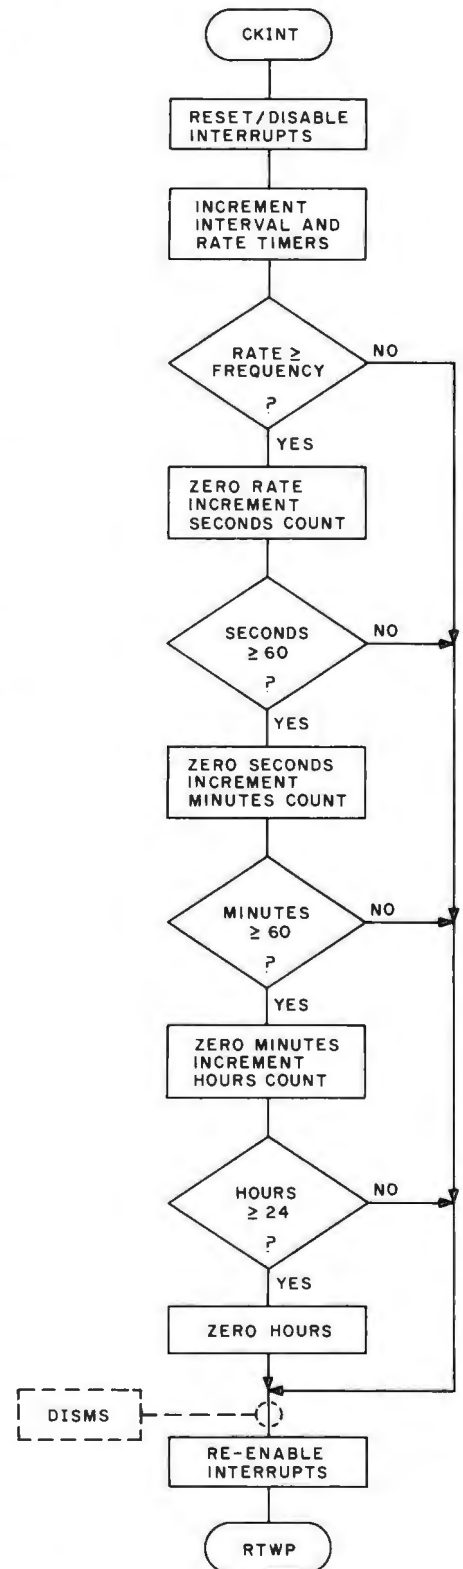 CKINT
RESET/DISABLE
INTERRUPTS
INCREMENT
INTERVAL AND
RATE TIMERS
RATE ≥
FREQUENCY
?
NO
YES
ZERO RATE
INCREMENT
SECONDS COUNT
SECONDS
≥ 60
?
NO
YES
ZERO SECONDS
INCREMENT
MINUTES COUNT
MINUTES
≥ 60
?
NO
YES
ZERO MINUTES
INCREMENT
HOURS COUNT
HOURS
≥ 24
?
NO
YES
ZERO HOURS
DISMS
RE-ENABLE
INTERRUPTS
RTWP